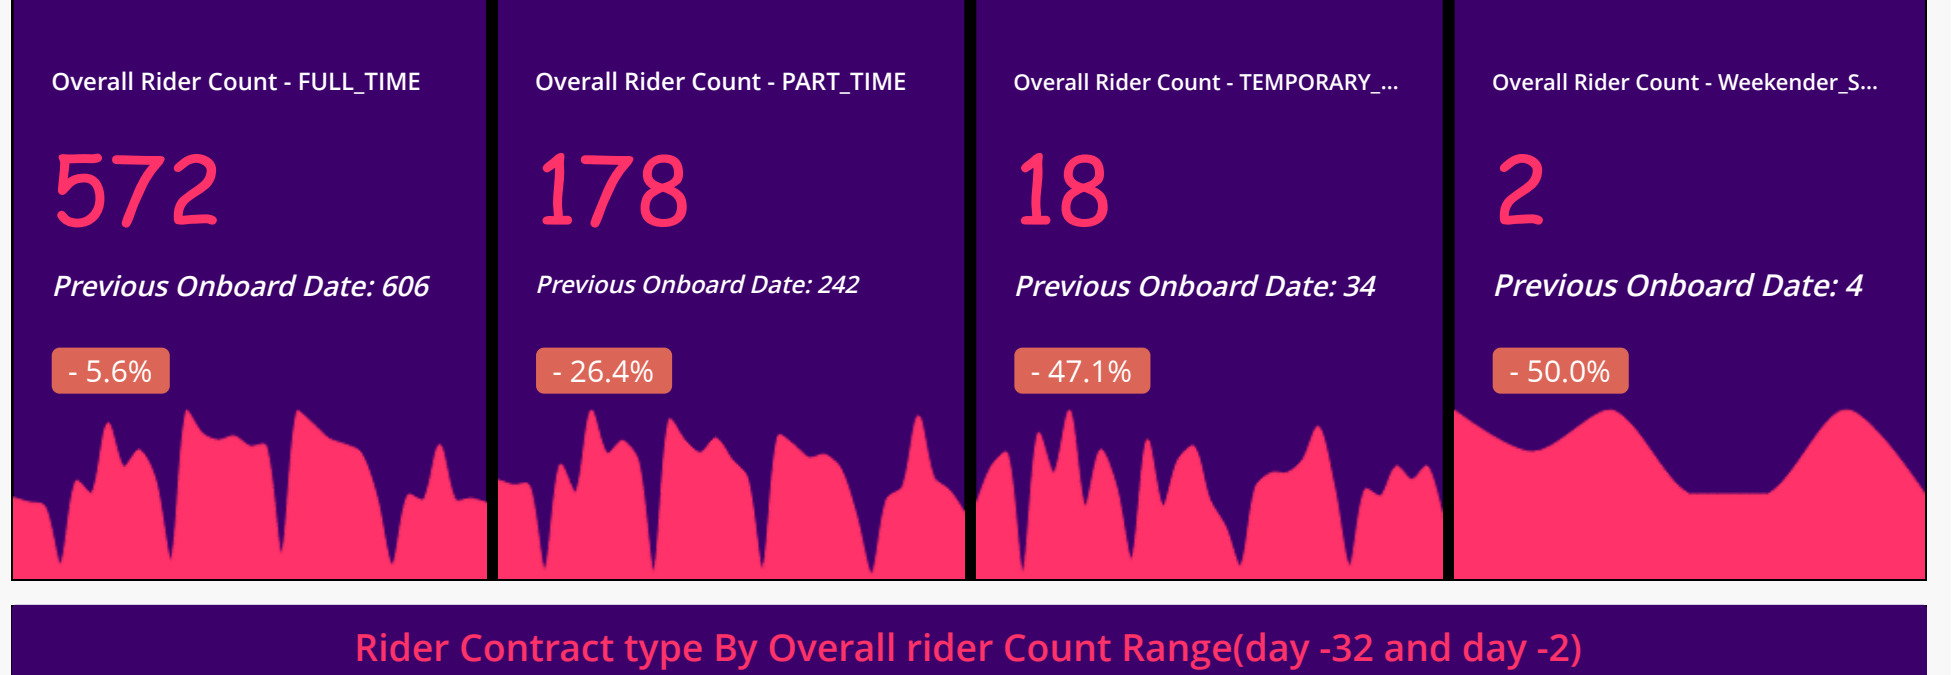 Overall Rider Count - FULL_TIME
572
Previous Onboard Date: 606
- 5.6%
Overall Rider Count - PART_TIME
178
Previous Onboard Date: 242
- 26.4%
Overall Rider Count - TEMPORARY_...
18
Previous Onboard Date: 34
- 47.1%
Overall Rider Count - Weekender_S...
2
Previous Onboard Date: 4
- 50.0%
Rider Contract type By Overall rider Count Range(day -32 and day -2)